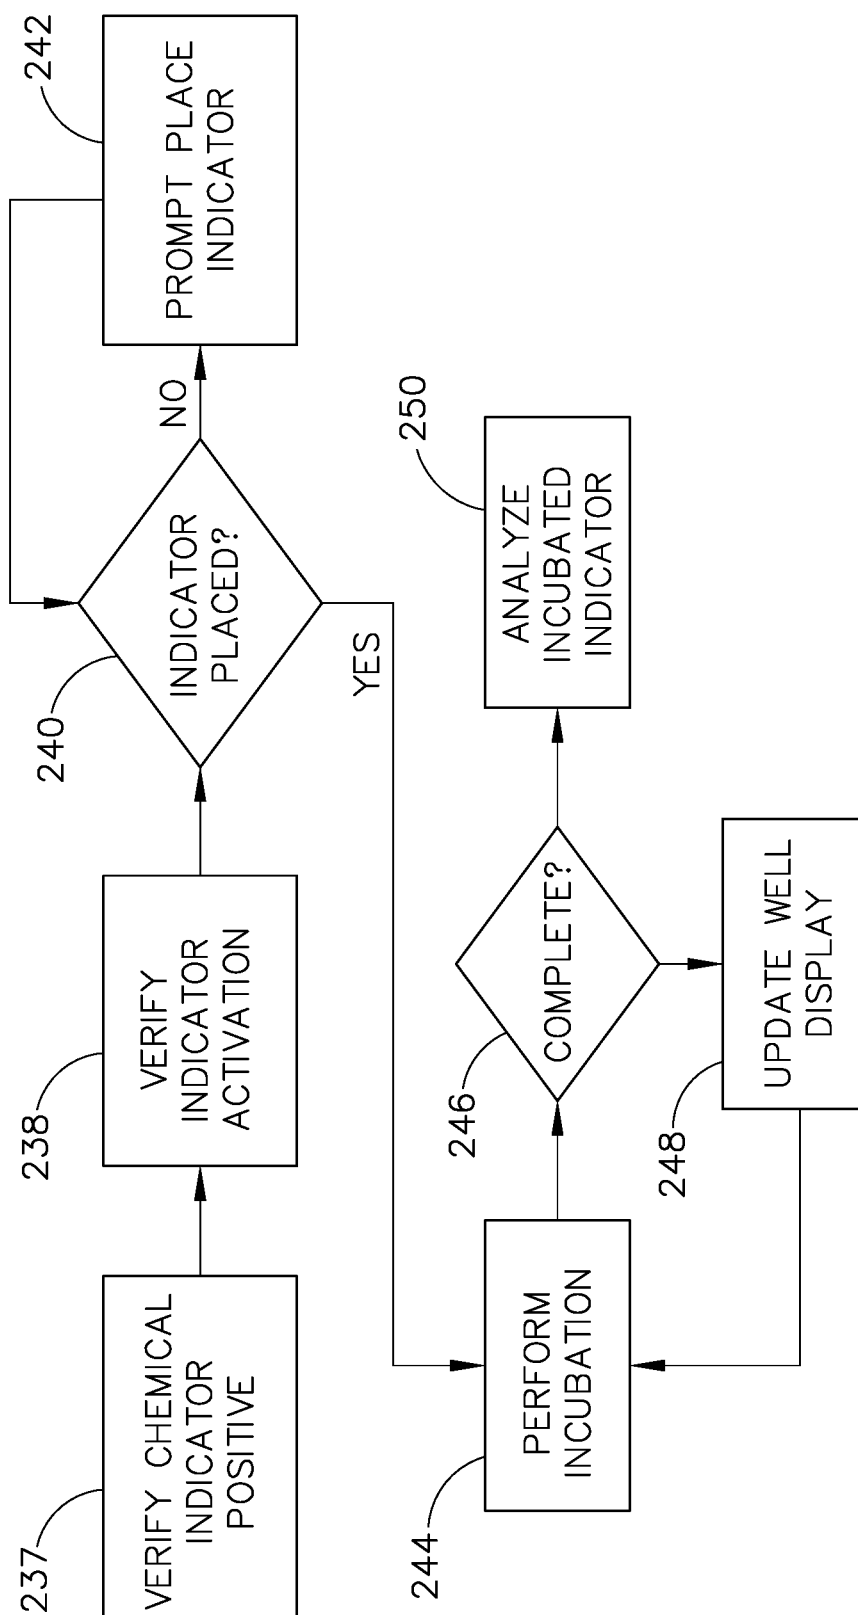 237
VERIFY CHEMICAL
INDICATOR
POSITIVE
238
VERIFY
INDICATOR
ACTIVATION
240
INDICATOR
PLACED?
NO
242
PROMPT PLACE
INDICATOR
YES
244
PERFORM
INCUBATION
246
COMPLETE?
248
UPDATE WELL
DISPLAY
250
ANALYZE
INCUBATED
INDICATOR